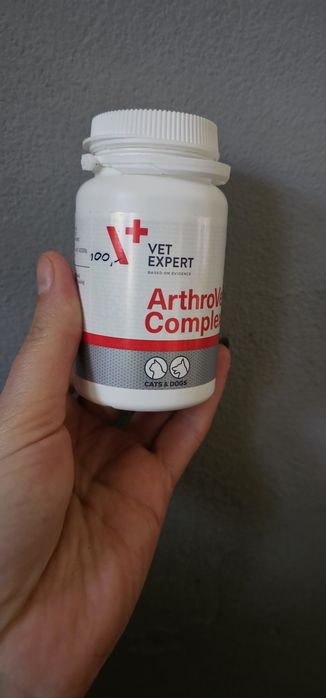 100,-
VET
EXPERT
BASED ON EVIDENCE
ArthroVe
Complex
CATS & DOGS